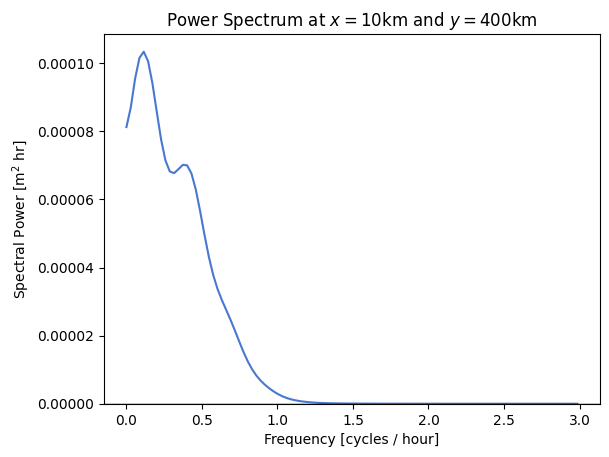 Power Spectrum at x = 10km and y = 400km
Spectral Power [m² hr]
0.00010
0.00008
0.00006
0.00004
0.00002
0.00000
0.0 0.5 1.0 1.5 2.0 2.5 3.0
Frequency [cycles / hour]